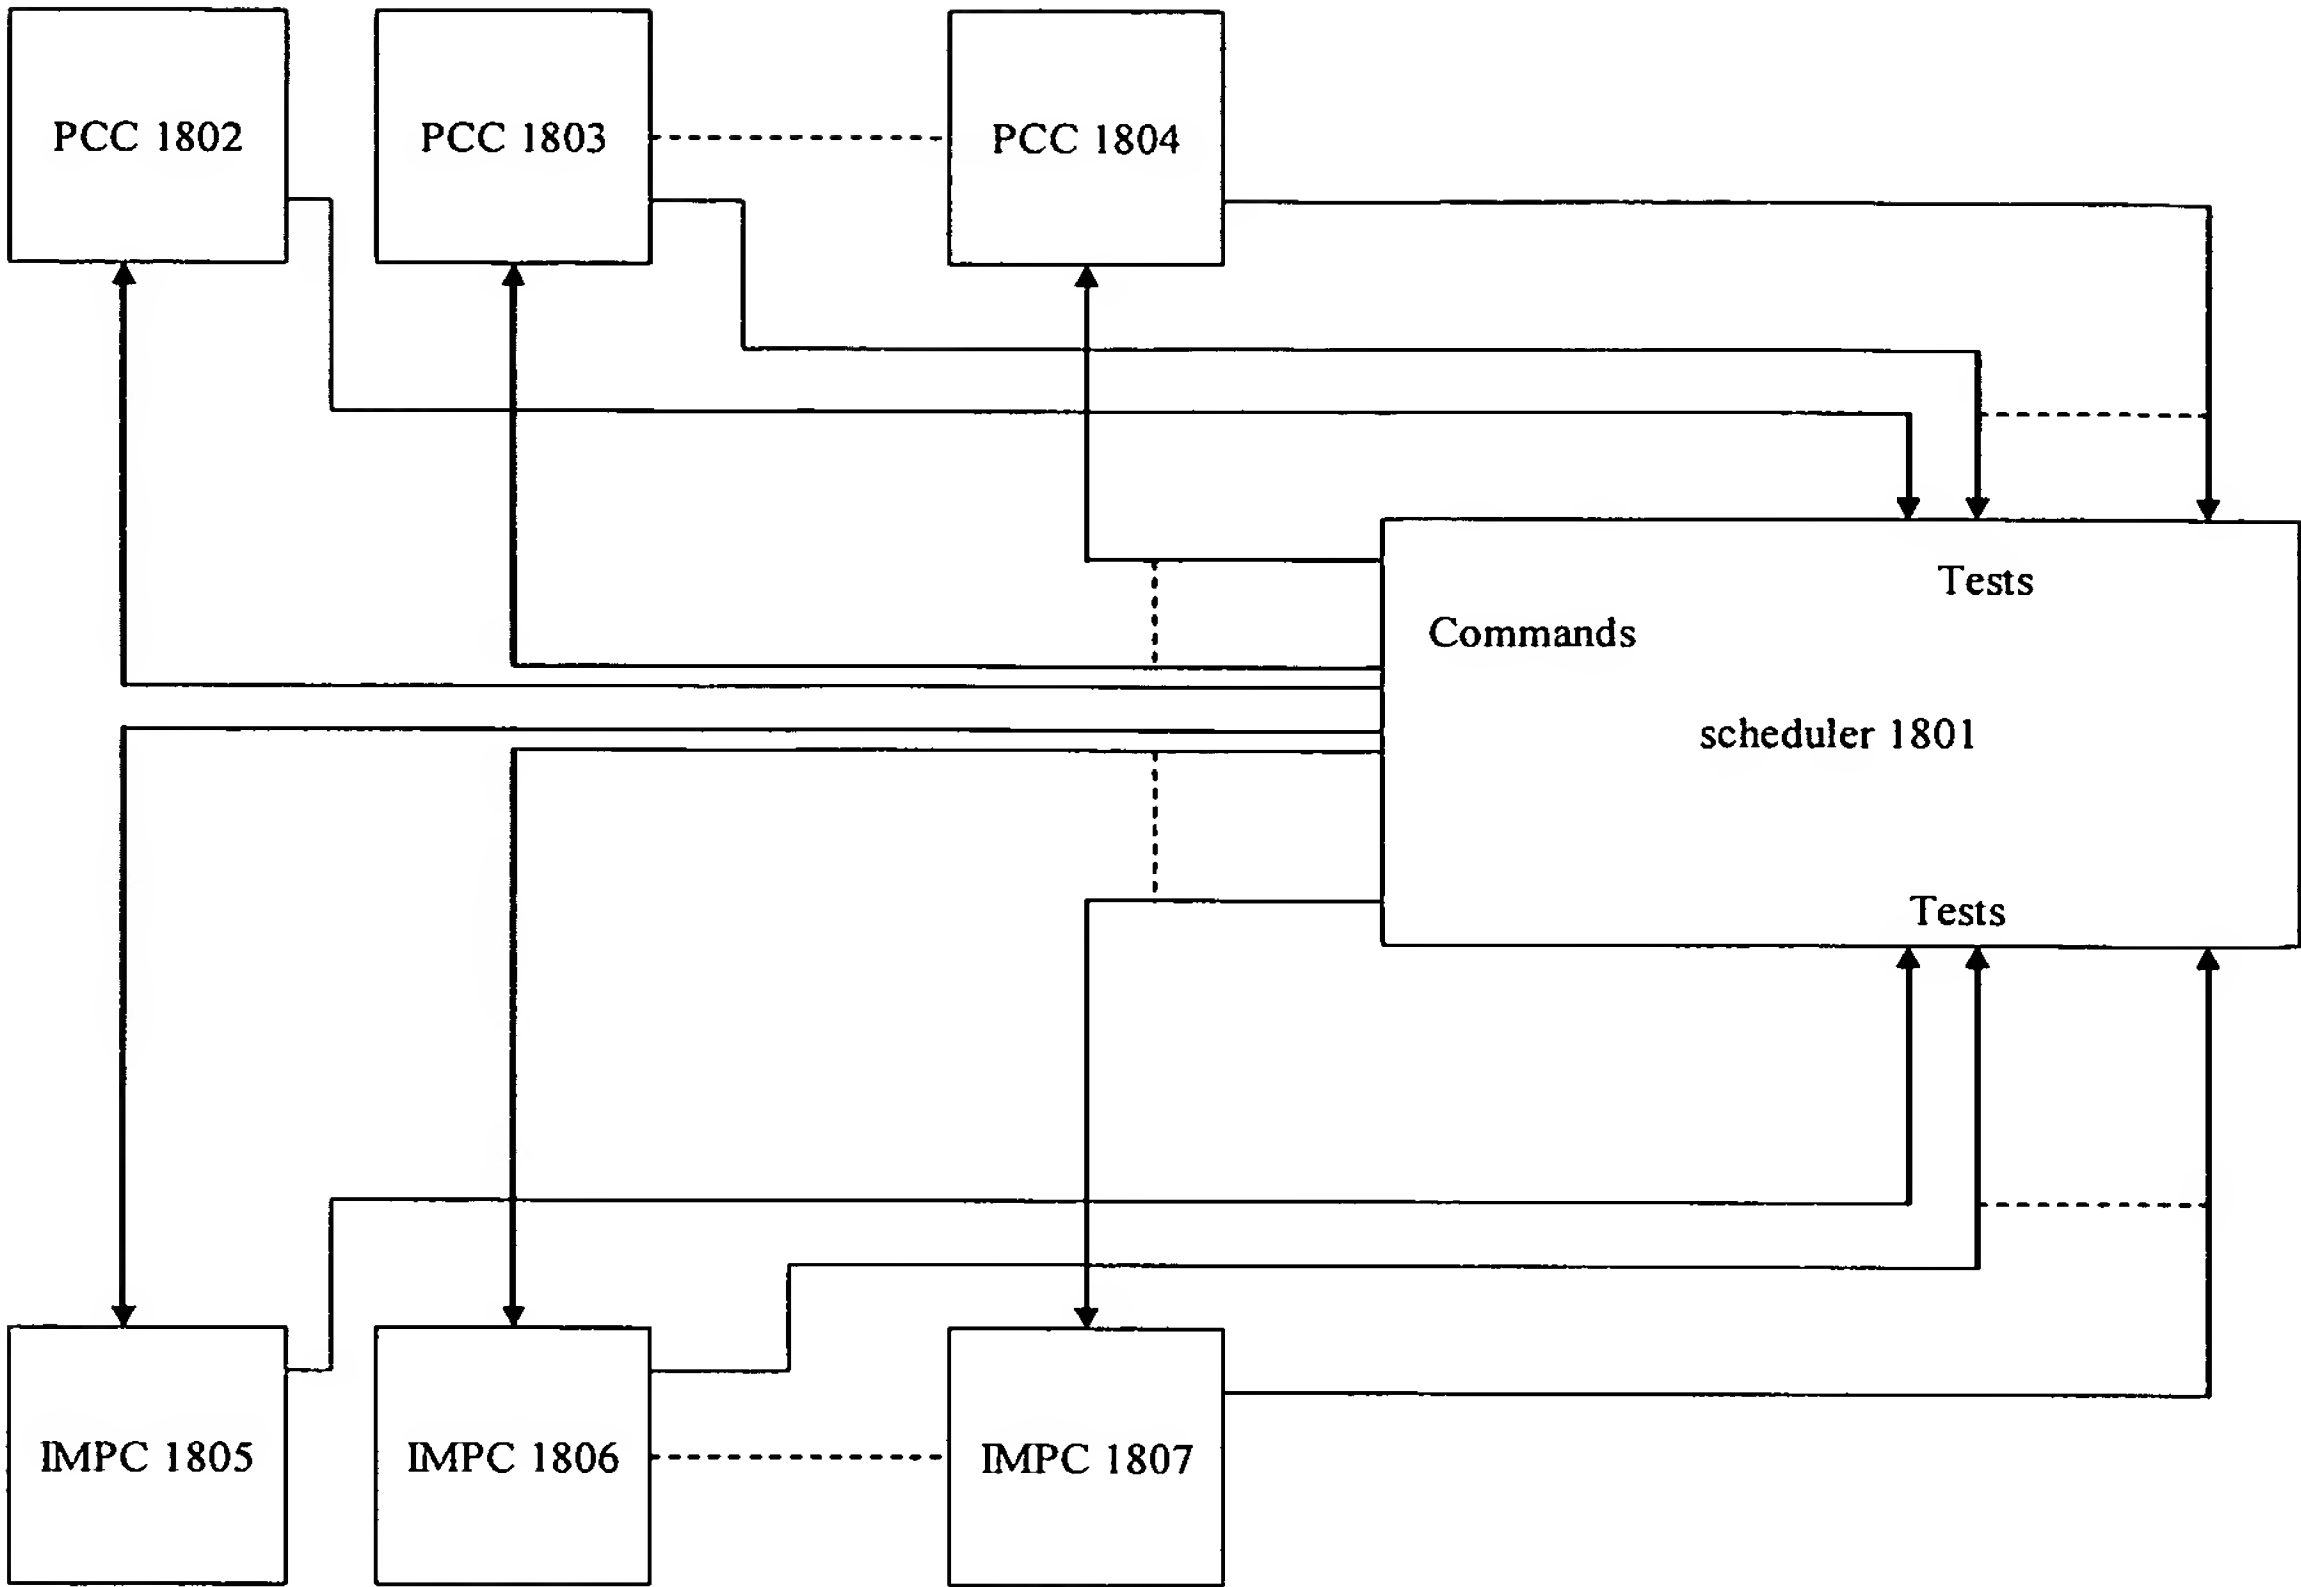 PCC 1802
PCC 1803
PCC 1804
Tests
Commands
scheduler 1801
Tests
IMPC 1805
IMPC 1806
IMPC 1807